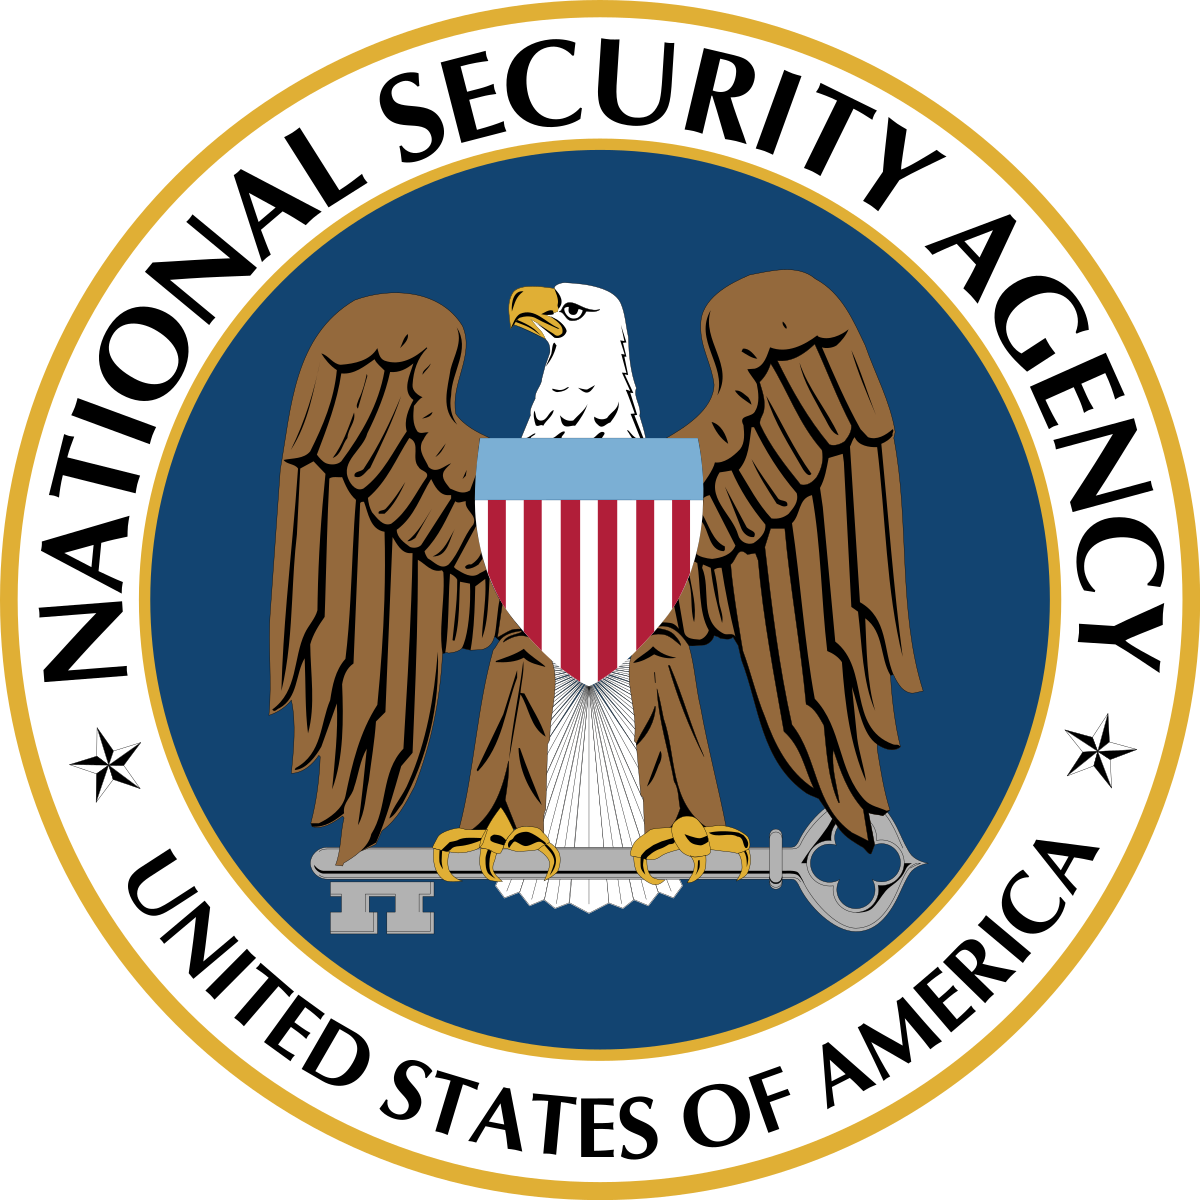 NATIONAL SECURITY AGENCY
UNITED STATES OF AMERICA